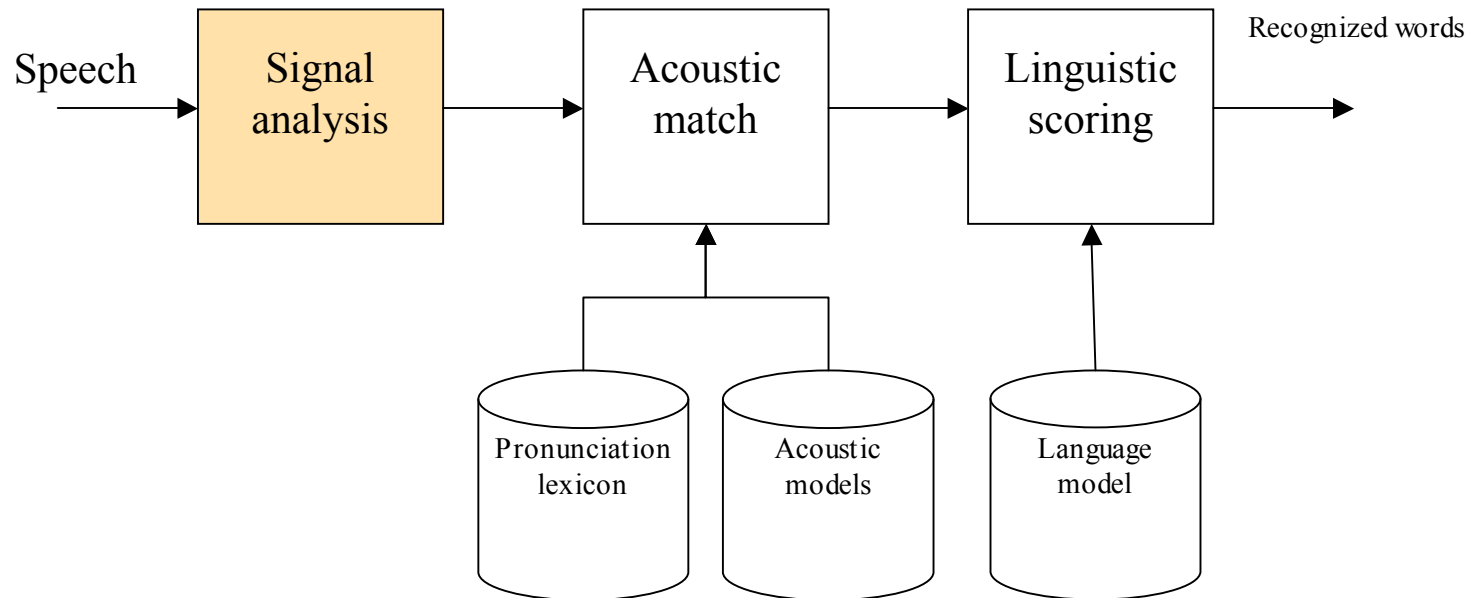 Recognized words
Speech
Signal
analysis
Acoustic
match
Linguistic
scoring
Pronunciation
lexicon
Acoustic
models
Language
model